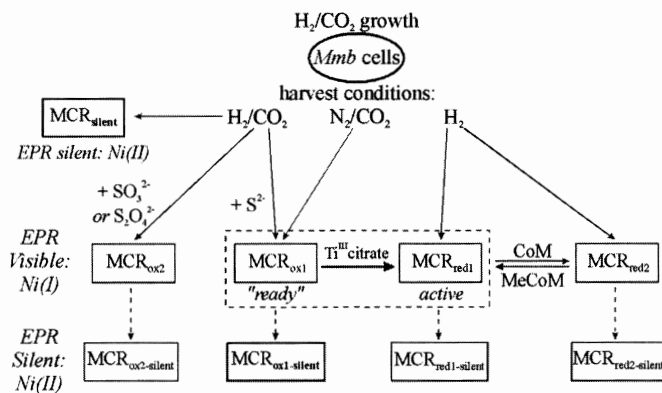 H₂/CO₂ growth
Mmb cells
harvest conditions:
MCRsilent
H₂/CO₂ N₂/CO₂ H₂
EPR silent: Ni(II)
+ SO₃²⁻
or S₂O₄²⁻
+ S²⁻
EPR
Visible:
Ni(I)
MCRox2
MCRox1
Tiᴵᴵᴵcitrate
MCRred1
CoM
MeCoM
MCRred2
"ready"
active
EPR
Silent:
Ni(II)
MCRox2-silent
MCRox1-silent
MCRred1-silent
MCRred2-silent